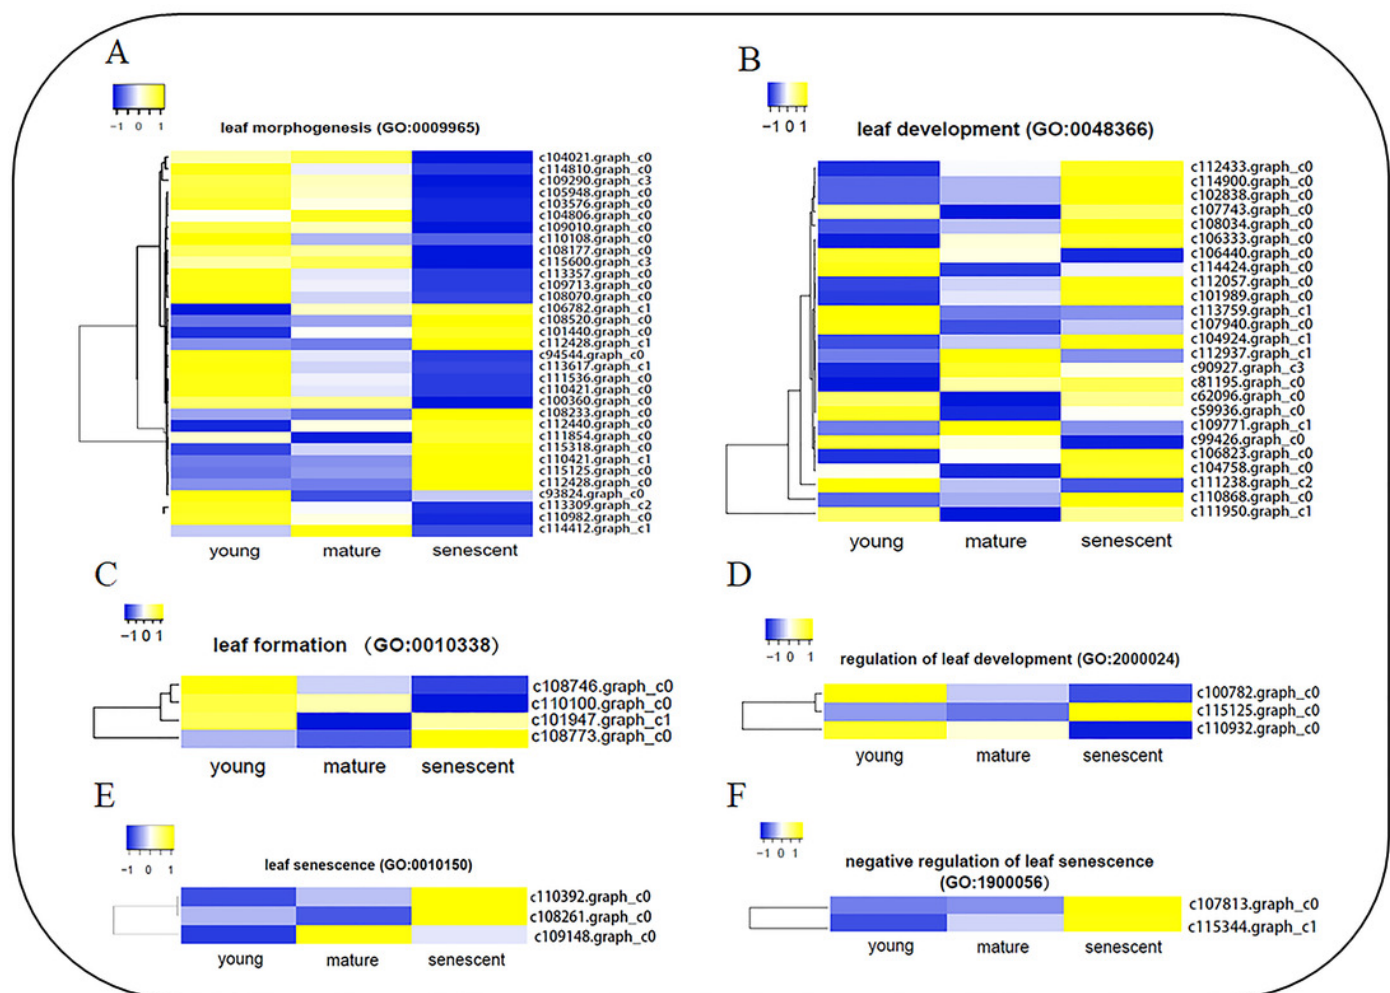 A
−1 0 1
leaf morphogenesis (GO:0009965)
c104021.graph_c0
c114810.graph_c0
c109290.graph_c3
c105948.graph_c0
c103576.graph_c0
c104806.graph_c0
c109010.graph_c0
c110108.graph_c0
c108177.graph_c0
c115600.graph_c3
c113357.graph_c0
c109713.graph_c0
c108070.graph_c0
c106782.graph_c1
c108520.graph_c0
c101440.graph_c0
c112428.graph_c1
c94544.graph_c0
c113617.graph_c1
c111536.graph_c0
c110421.graph_c0
c100360.graph_c0
c108233.graph_c0
c112440.graph_c0
c111854.graph_c0
c115318.graph_c0
c110421.graph_c1
c115125.graph_c0
c112428.graph_c0
c93824.graph_c0
c113309.graph_c2
c110982.graph_c0
c114412.graph_c1
young mature senescent
B
−1 0 1
leaf development (GO:0048366)
c112433.graph_c0
c114900.graph_c0
c102838.graph_c0
c107743.graph_c0
c108034.graph_c0
c106333.graph_c0
c106440.graph_c0
c114424.graph_c0
c112057.graph_c0
c101989.graph_c0
c113759.graph_c1
c107940.graph_c0
c104924.graph_c1
c112937.graph_c1
c90927.graph_c3
c81195.graph_c0
c62096.graph_c0
c59936.graph_c0
c109771.graph_c1
c99426.graph_c0
c106823.graph_c0
c104758.graph_c0
c111238.graph_c2
c110868.graph_c0
c111950.graph_c1
young mature senescent
C
−1 0 1
leaf formation （GO:0010338)
c108746.graph_c0
c110100.graph_c0
c101947.graph_c1
c108773.graph_c0
young mature senescent
D
−1 0 1
regulation of leaf development (GO:2000024)
c100782.graph_c0
c115125.graph_c0
c110932.graph_c0
young mature senescent
E
−1 0 1
leaf senescence (GO:0010150)
c110392.graph_c0
c108261.graph_c0
c109148.graph_c0
young mature senescent
F
−1 0 1
negative regulation of leaf senescence
(GO:1900056）
c107813.graph_c0
c115344.graph_c1
young mature senescent